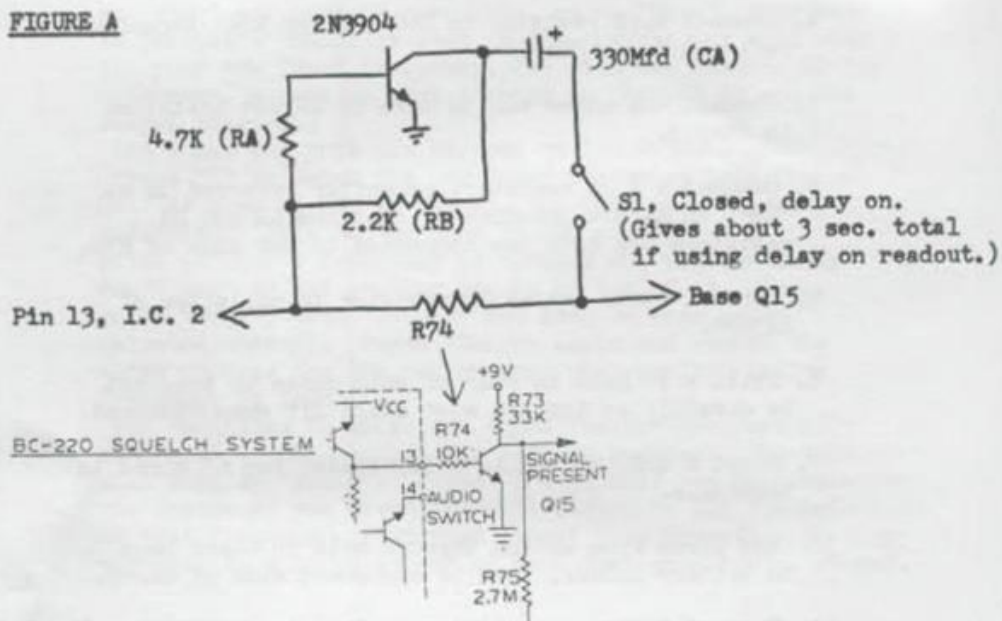 FIGURE A
2N3904
330Mfd (CA)
4.7K (RA)
2.2K (RB)
S1, Closed, delay on.
(Gives about 3 sec. total
if using delay on readout.)
Pin 13, I.C. 2
Base Q15
R74
+9V
VCC
R73
33K
BC-220 SQUELCH SYSTEM
R74
10K
13
SIGNAL
PRESENT
14
AUDIO
SWITCH
Q15
R75
2.7M